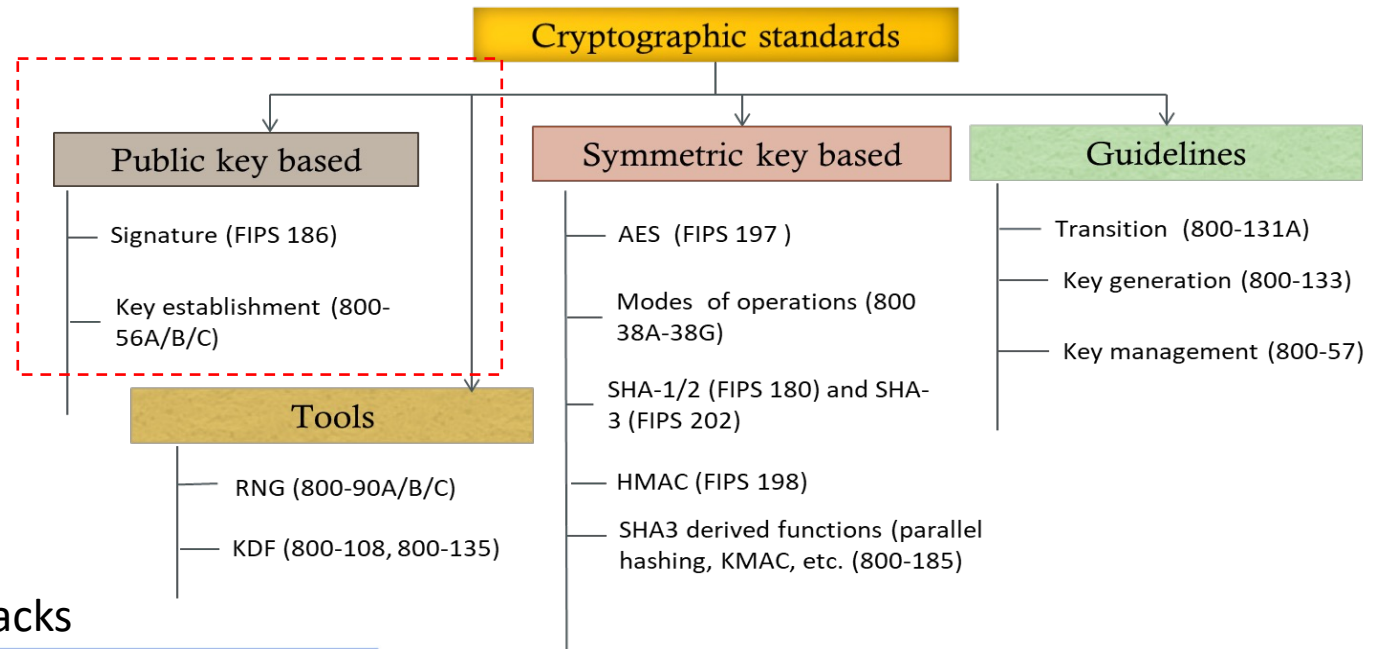 Cryptographic standards
Public key based
Signature (FIPS 186)
Key establishment (800-
56A/B/C)
Tools
RNG (800-90A/B/C)
KDF (800-108, 800-135)
Symmetric key based
AES (FIPS 197 )
Modes of operations (800
38A-38G)
SHA-1/2 (FIPS 180) and SHA-
3 (FIPS 202)
HMAC (FIPS 198)
SHA3 derived functions (parallel
hashing, KMAC, etc. (800-185)
Guidelines
Transition (800-131A)
Key generation (800-133)
Key management (800-57)
acks